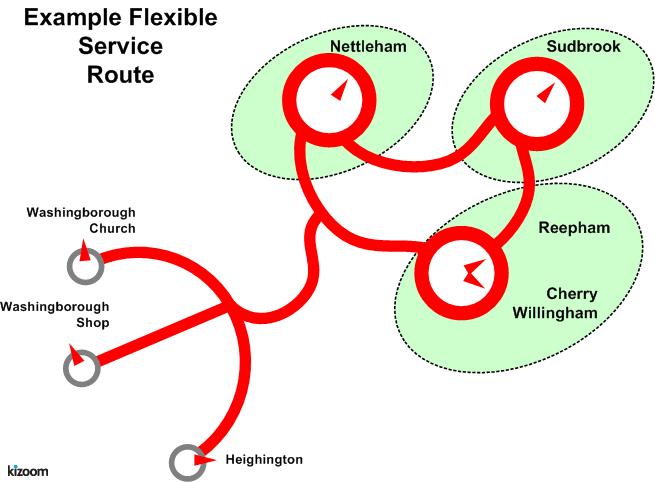 Example Flexible
Service
Route
Nettleham
Sudbrook
Washingborough
Church
Reepham
Washingborough
Shop
Cherry
Willingham
Heighington
kizoom